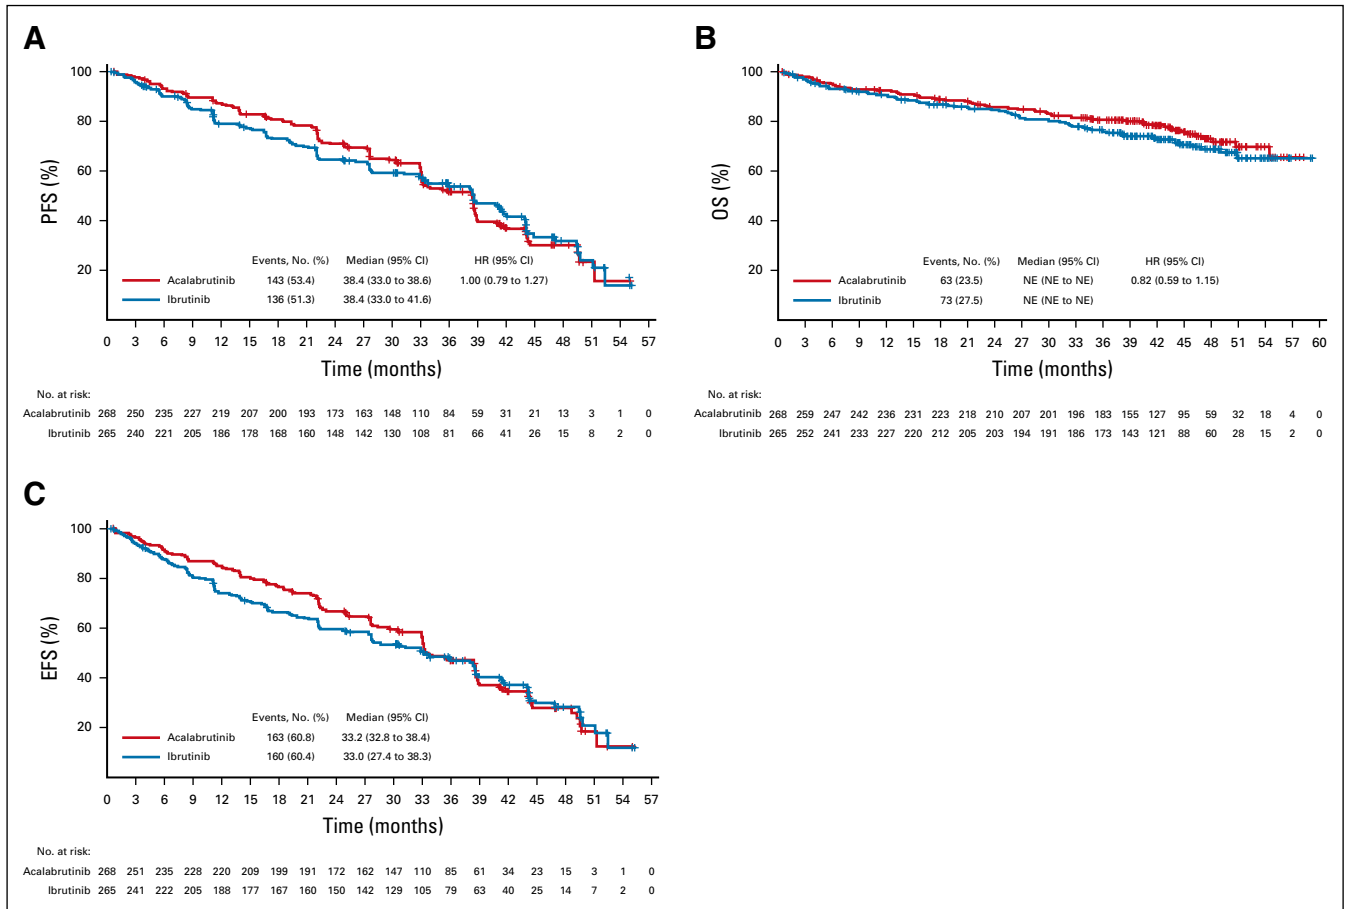 A
100
80
60
40
20
PFS (%)
Events, No. (%) Median (95% CI) HR (95% CI)
Acalabrutinib 143 (53.4) 38.4 (33.0 to 38.6) 1.00 (0.79 to 1.27)
Ibrutinib 136 (51.3) 38.4 (33.0 to 41.6)
0 3 6 9 12 15 18 21 24 27 30 33 36 39 42 45 48 51 54 57
Time (months)
No. at risk:
Acalabrutinib 268 250 235 227 219 207 200 193 173 163 148 110 84 59 31 21 13 3 1 0
Ibrutinib 265 240 221 205 186 178 168 160 148 142 130 108 81 66 41 26 15 8 2 0
B
100
80
60
40
20
OS (%)
Events, No. (%) Median (95% CI) HR (95% CI)
Acalabrutinib 63 (23.5) NE (NE to NE) 0.82 (0.59 to 1.15)
Ibrutinib 73 (27.5) NE (NE to NE)
0 3 6 9 12 15 18 21 24 27 30 33 36 39 42 45 48 51 54 57 60
Time (months)
No. at risk:
Acalabrutinib 268 259 247 242 236 231 223 218 210 207 201 196 183 155 127 95 59 32 18 4 0
Ibrutinib 265 252 241 233 227 220 212 205 203 194 191 186 173 143 121 88 60 28 15 2 0
C
100
80
60
40
20
EFS (%)
Events, No. (%) Median (95% CI)
Acalabrutinib 163 (60.8) 33.2 (32.8 to 38.4)
Ibrutinib 160 (60.4) 33.0 (27.4 to 38.3)
0 3 6 9 12 15 18 21 24 27 30 33 36 39 42 45 48 51 54 57
Time (months)
No. at risk:
Acalabrutinib 268 251 235 228 220 209 199 191 172 162 147 110 85 61 34 23 15 3 1 0
Ibrutinib 265 241 222 205 188 177 167 160 150 142 129 105 79 63 40 25 14 7 2 0